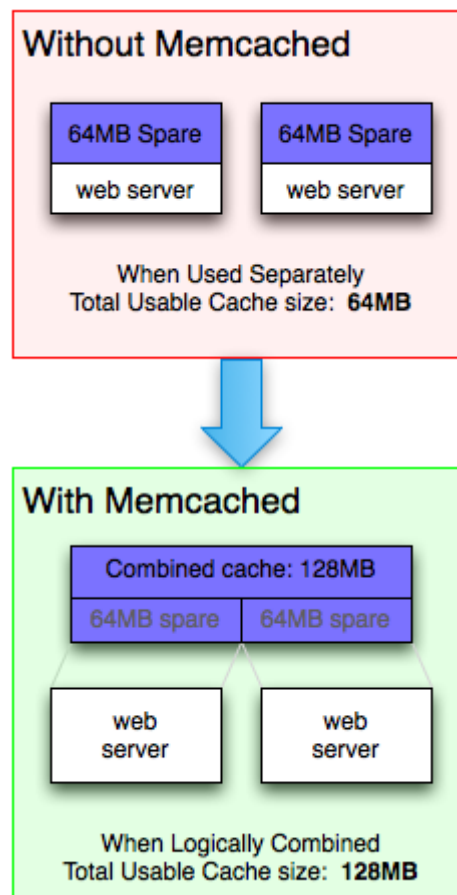 Without Memcached
64MB Spare
64MB Spare
web server
web server
When Used Separately
Total Usable Cache size: 64MB
With Memcached
Combined cache: 128MB
64MB spare
64MB spare
web
server
web
server
When Logically Combined
Total Usable Cache size: 128MB